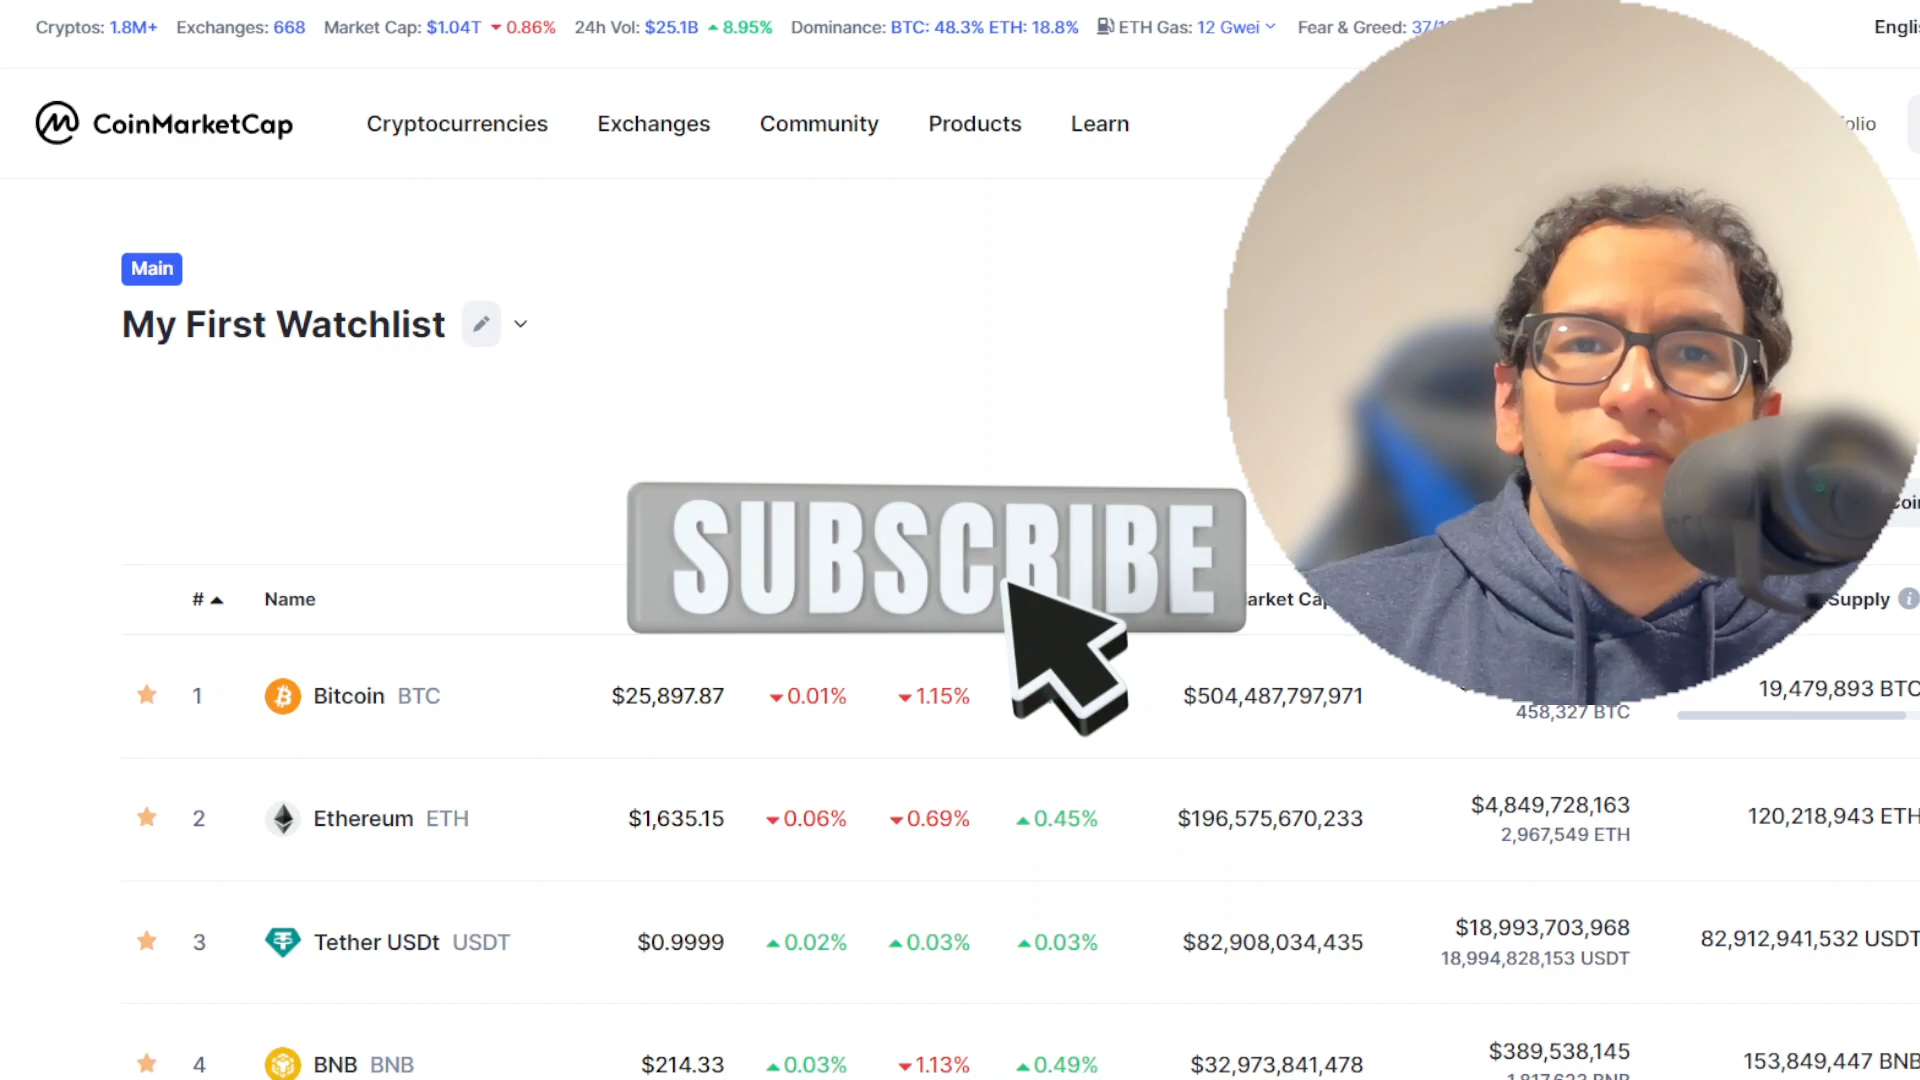 Cryptos: 1.8M+ Exchanges: 668 Market Cap: $1.04T 0.86% 24h Vol: $25.1B 8.95% Dominance: BTC: 48.3% ETH: 18.8% ETH Gas: 12 Gwei Fear & Greed: 37/
CoinMarketCap Cryptocurrencies Exchanges Community Products Learn
Main
My First Watchlist
SUBSCRIBE
# Name Supply
1 Bitcoin BTC $25,897.87 0.01% 1.15% $504,487,797,971 19,479,893 BTC
458,327 BTC
2 Ethereum ETH $1,635.15 0.06% 0.69% 0.45% $196,575,670,233 $4,849,728,163 120,218,943 ETH
2,967,549 ETH
3 Tether USDt USDT $0.9999 0.02% 0.03% 0.03% $82,908,034,435 $18,993,703,968 82,912,941,532 USDT
18,994,828,153 USDT
4 BNB BNB $214.33 0.03% 1.13% 0.49% $32,973,841,478 $389,538,145 153,849,447 BNB